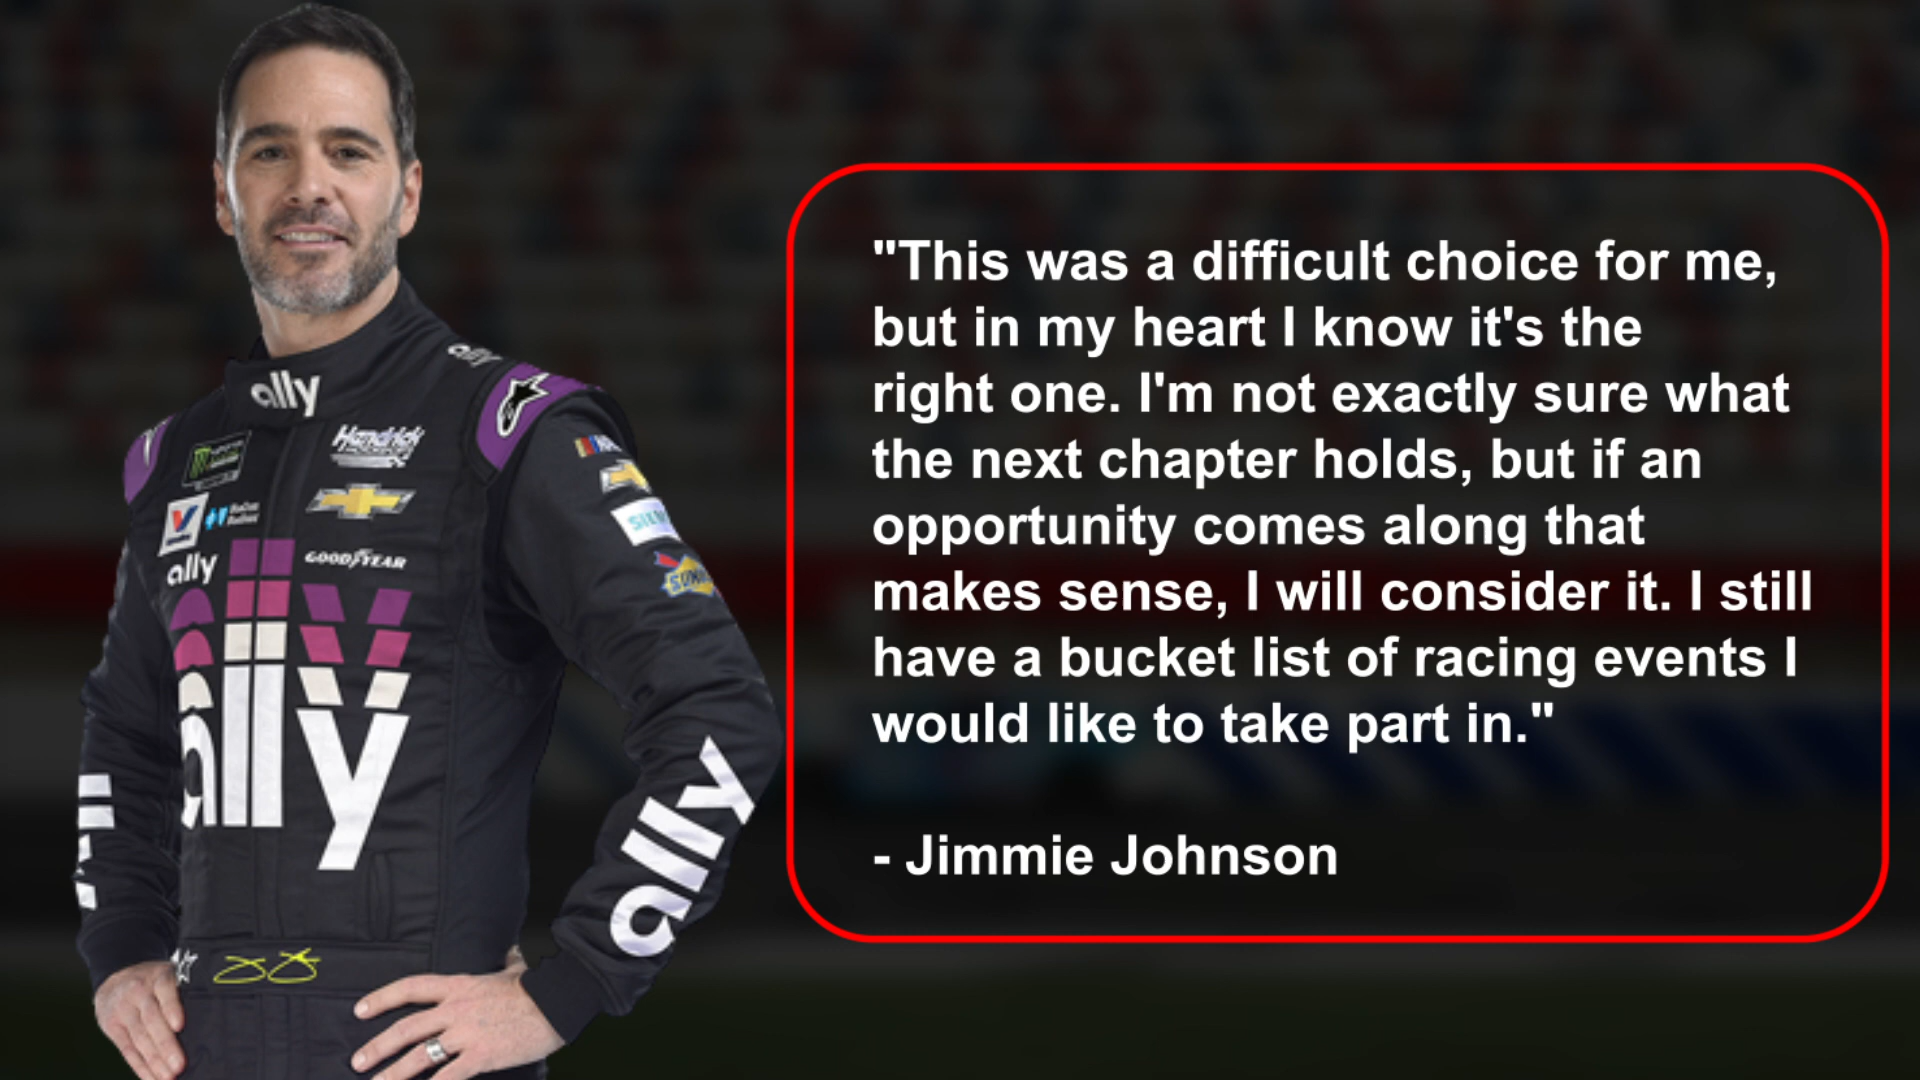 ally
ally
Hendrick
MOTORSPORTS
ally
GOODYEAR
ally
ally
"This was a difficult choice for me,
but in my heart I know it's the
right one. I'm not exactly sure what
the next chapter holds, but if an
opportunity comes along that
makes sense, I will consider it. I still
have a bucket list of racing events I
would like to take part in."
- Jimmie Johnson